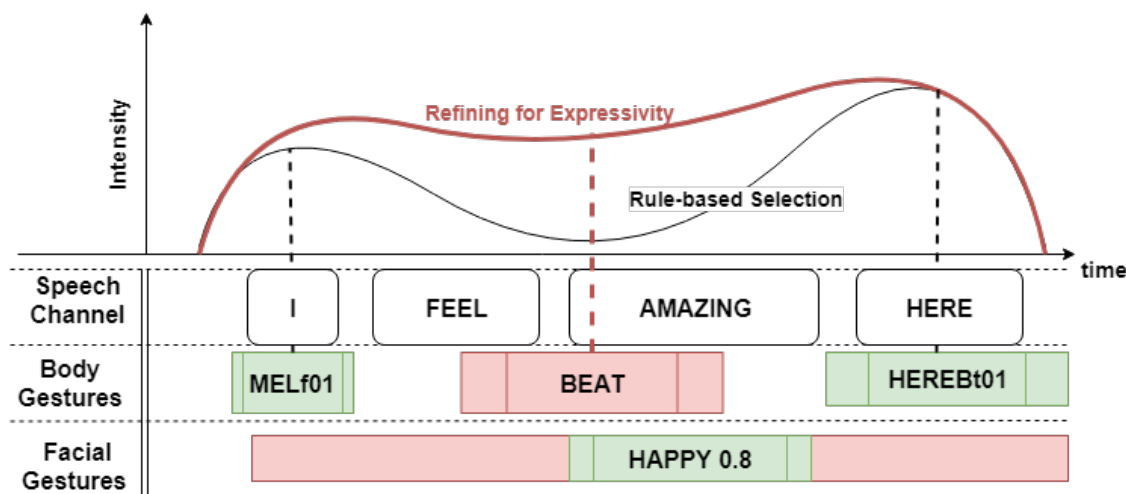 Intensity
Refining for Expressivity
Rule-based Selection
time
Speech
Channel
I
FEEL
AMAZING
HERE
Body
Gestures
MELf01
BEAT
HEREBt01
Facial
Gestures
HAPPY 0.8